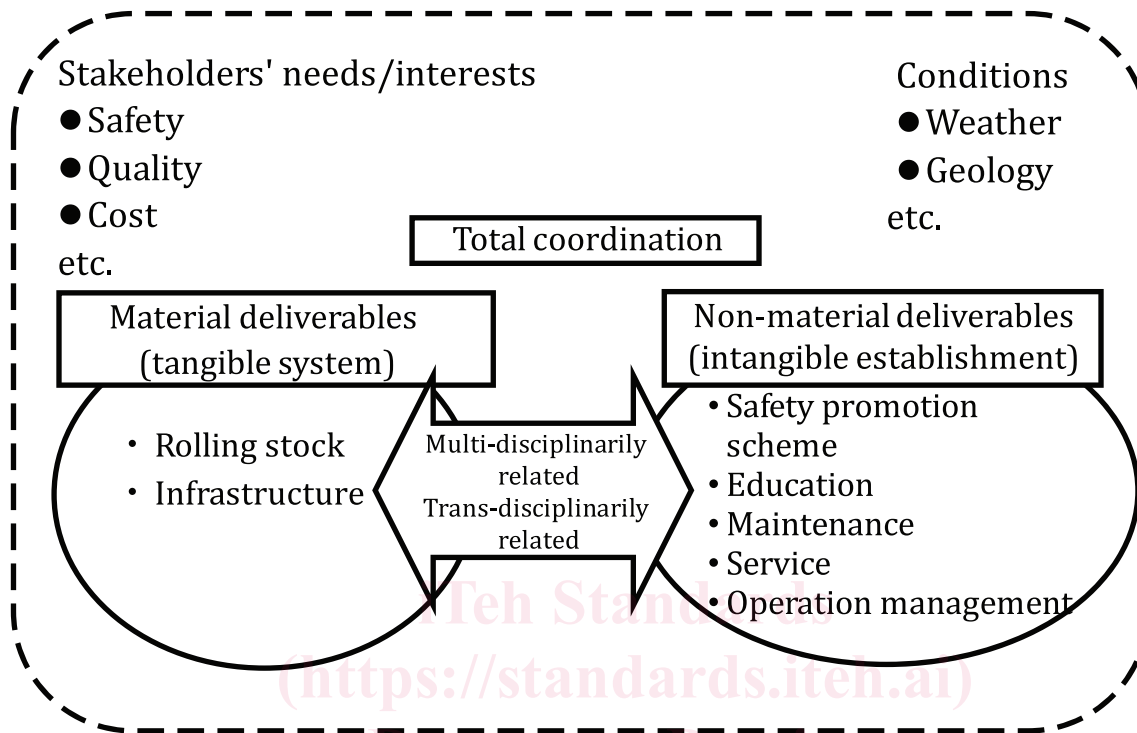 Stakeholders' needs/interests
● Safety
● Quality
● Cost
etc.
Conditions
● Weather
● Geology
etc.
Total coordination
Material deliverables
(tangible system)
・ Rolling stock
・ Infrastructure
Multi-disciplinarily
related
Trans-disciplinarily
related
Non-material deliverables
(intangible establishment)
• Safety promotion
scheme
• Education
• Maintenance
• Service
• Operation management
iTeh Standards
(https://standards.iteh.ai)